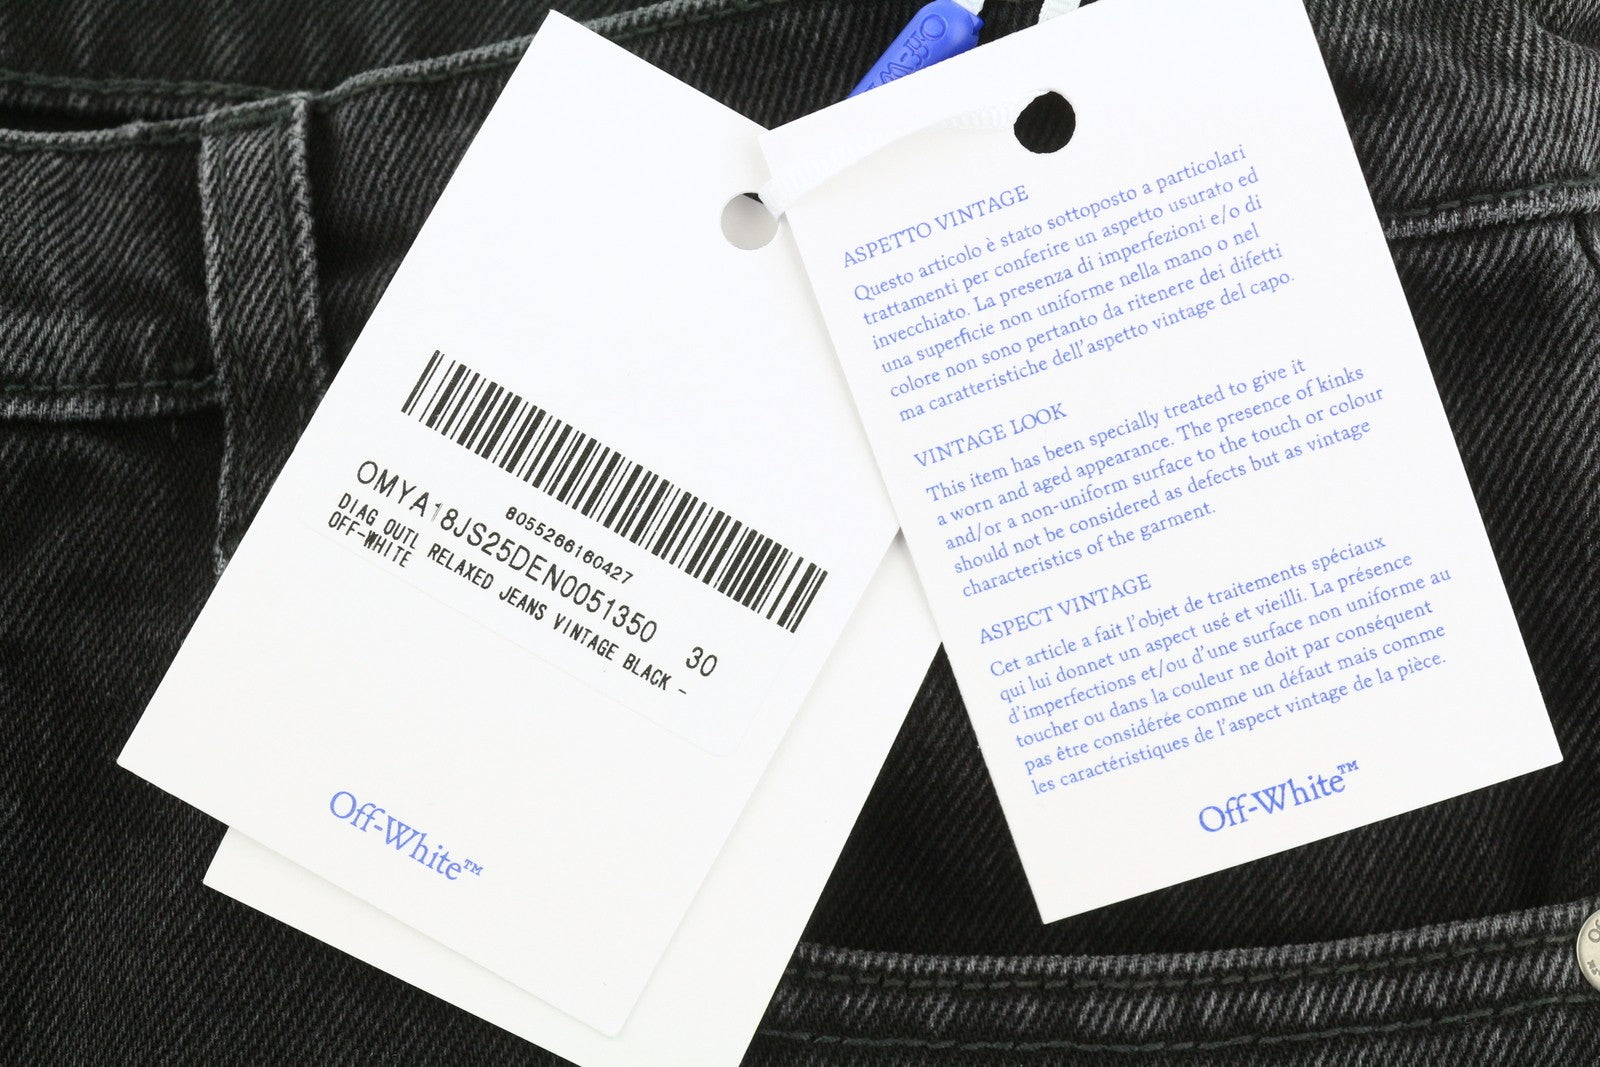 8055266160427
OMYA18JS25DEN0051350 30
DIAG OUTL RELAXED JEANS VINTAGE BLACK -
OFF-WHITE
Off-White™
ASPETTO VINTAGE
Questo articolo è stato sottoposto a particolari
trattamenti per conferire un aspetto usurato ed
invecchiato. La presenza di imperfezioni e/o di
una superficie non uniforme nella mano o nel
colore non sono pertanto da ritenere dei difetti
ma caratteristiche dell'aspetto vintage del capo.
VINTAGE LOOK
This item has been specially treated to give it
a worn and aged appearance. The presence of kinks
and/or a non-uniform surface to the touch or colour
should not be considered as defects but as vintage
characteristics of the garment.
ASPECT VINTAGE
Cet article a fait l'objet de traitements spéciaux
qui lui donnet un aspect usé et vieilli. La présence
d'imperfections et/ou d'une surface non uniforme au
toucher ou dans la couleur ne doit par conséquent
pas être considérée comme un défaut mais comme
les caractéristiques de l'aspect vintage de la pièce.
Off-White™